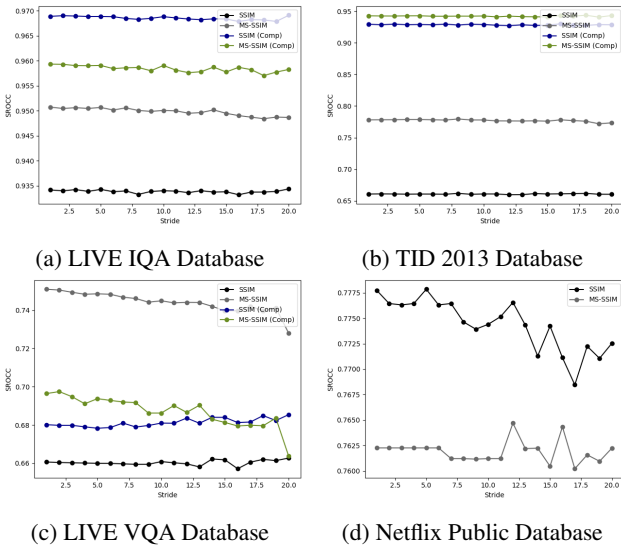 0.970
0.965
0.960
0.955
0.950
0.945
0.940
0.935
SROCC
2.5 5.0 7.5 10.0 12.5 15.0 17.5 20.0
Stride
SSIM
MS-SSIM
SSIM (Comp)
MS-SSIM (Comp)
(a) LIVE IQA Database
0.95
0.90
0.85
0.80
0.75
0.70
0.65
SROCC
2.5 5.0 7.5 10.0 12.5 15.0 17.5 20.0
Stride
SSIM
MS-SSIM
SSIM (Comp)
MS-SSIM (Comp)
(b) TID 2013 Database
0.74
0.72
0.70
0.68
0.66
SROCC
2.5 5.0 7.5 10.0 12.5 15.0 17.5 20.0
Stride
SSIM
MS-SSIM
SSIM (Comp)
MS-SSIM (Comp)
(c) LIVE VQA Database
0.7775
0.7750
0.7725
0.7700
0.7675
0.7650
0.7625
0.7600
SROCC
2.5 5.0 7.5 10.0 12.5 15.0 17.5 20.0
Stride
SSIM
MS-SSIM
(d) Netflix Public Database